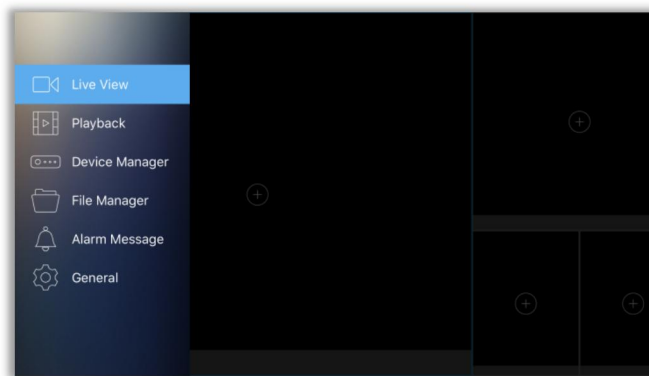 Live View
Playback
Device Manager
File Manager
Alarm Message
General